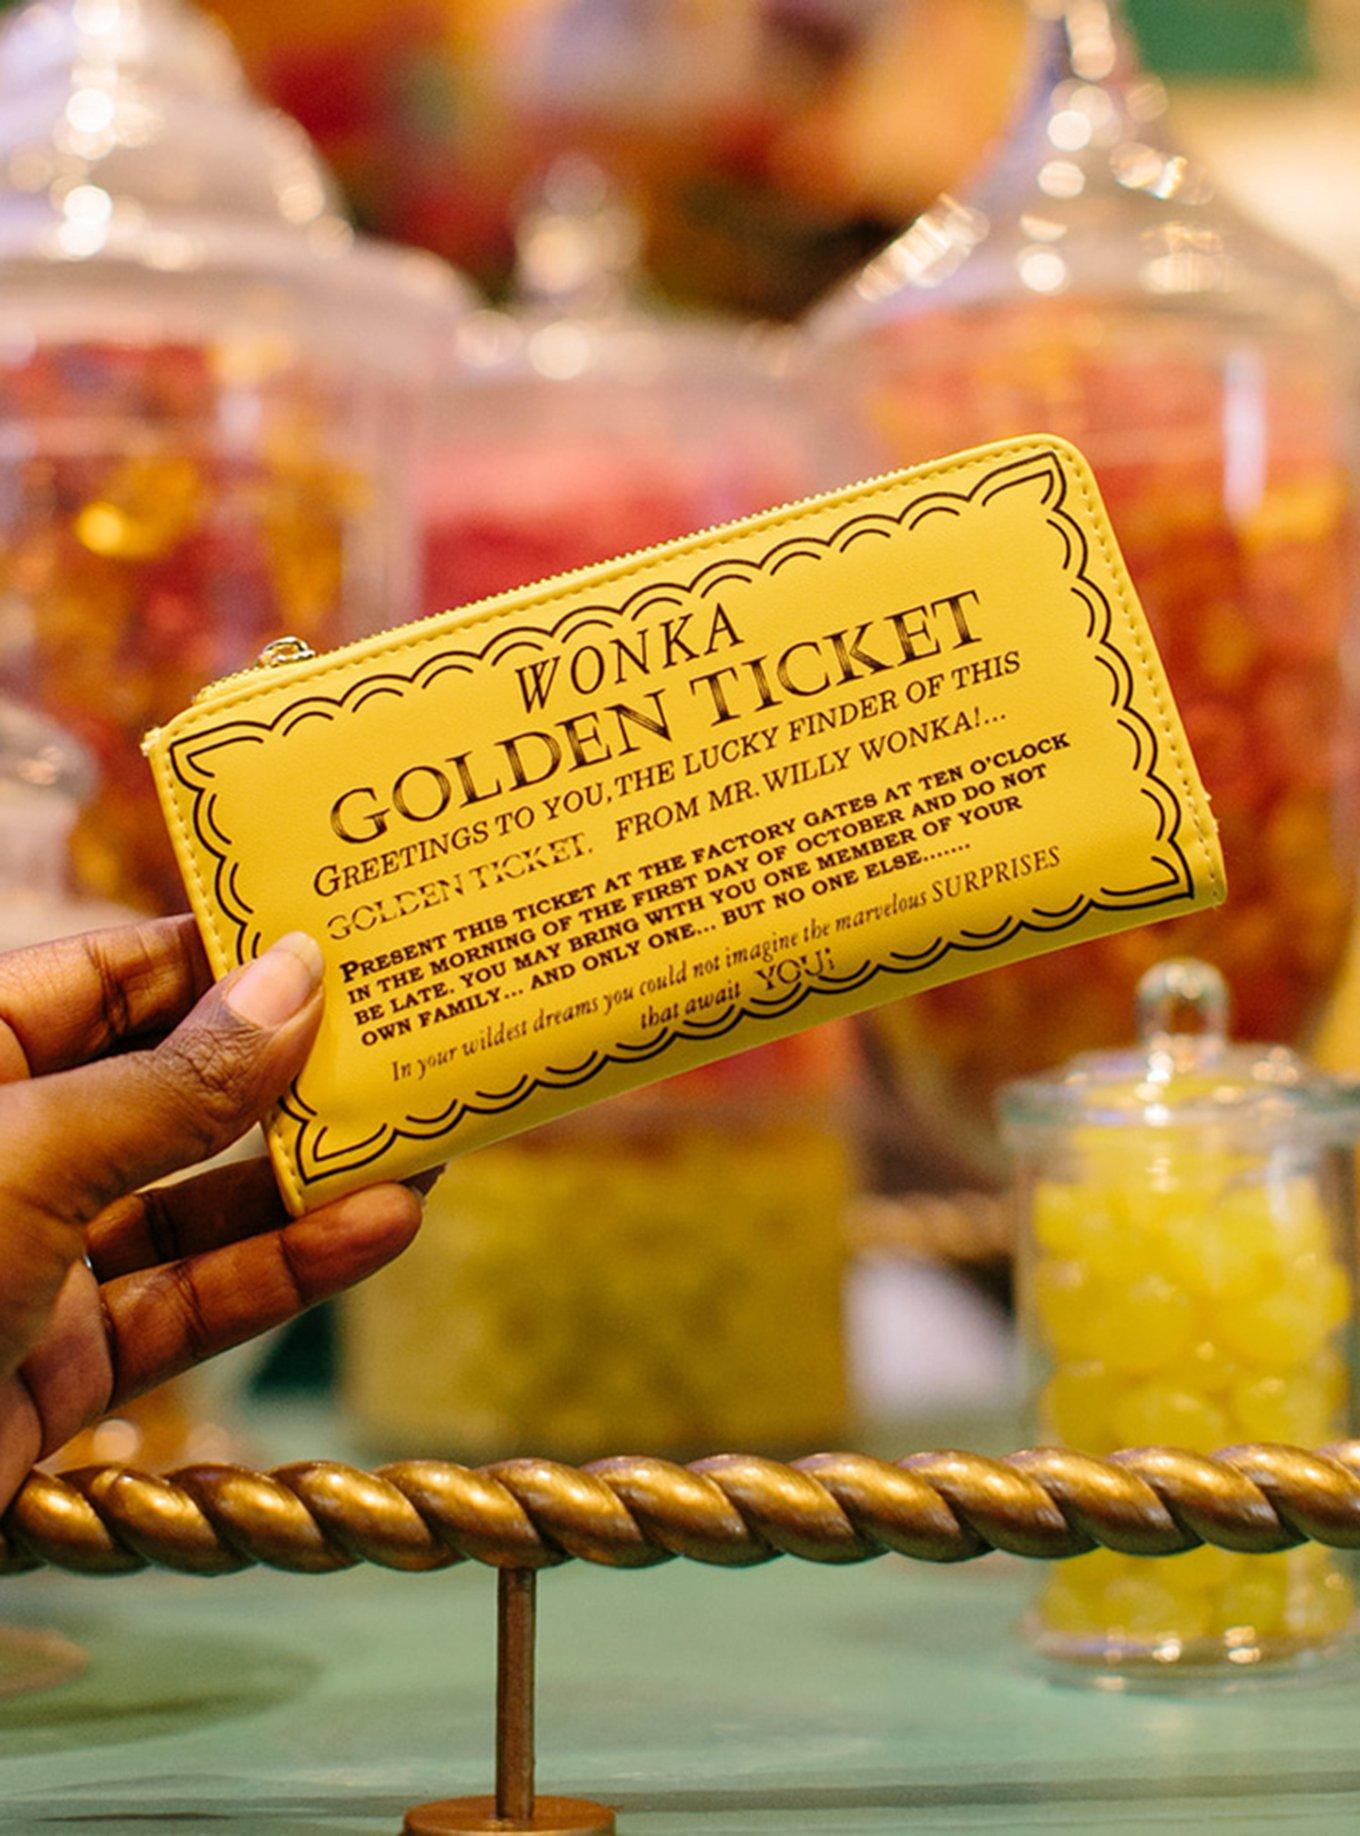 WONKA
GOLDEN TICKET
GREETINGS TO YOU, THE LUCKY FINDER OF THIS
GOLDEN TICKET. FROM MR. WILLY WONKA!...
PRESENT THIS TICKET AT THE FACTORY GATES AT TEN O'CLOCK
IN THE MORNING OF THE FIRST DAY OF OCTOBER AND DO NOT
BE LATE. YOU MAY BRING WITH YOU ONE MEMBER OF YOUR
OWN FAMILY... AND ONLY ONE... BUT NO ONE ELSE.......
In your wildest dreams you could not imagine the marvelous SURPRISES
that await YOU!